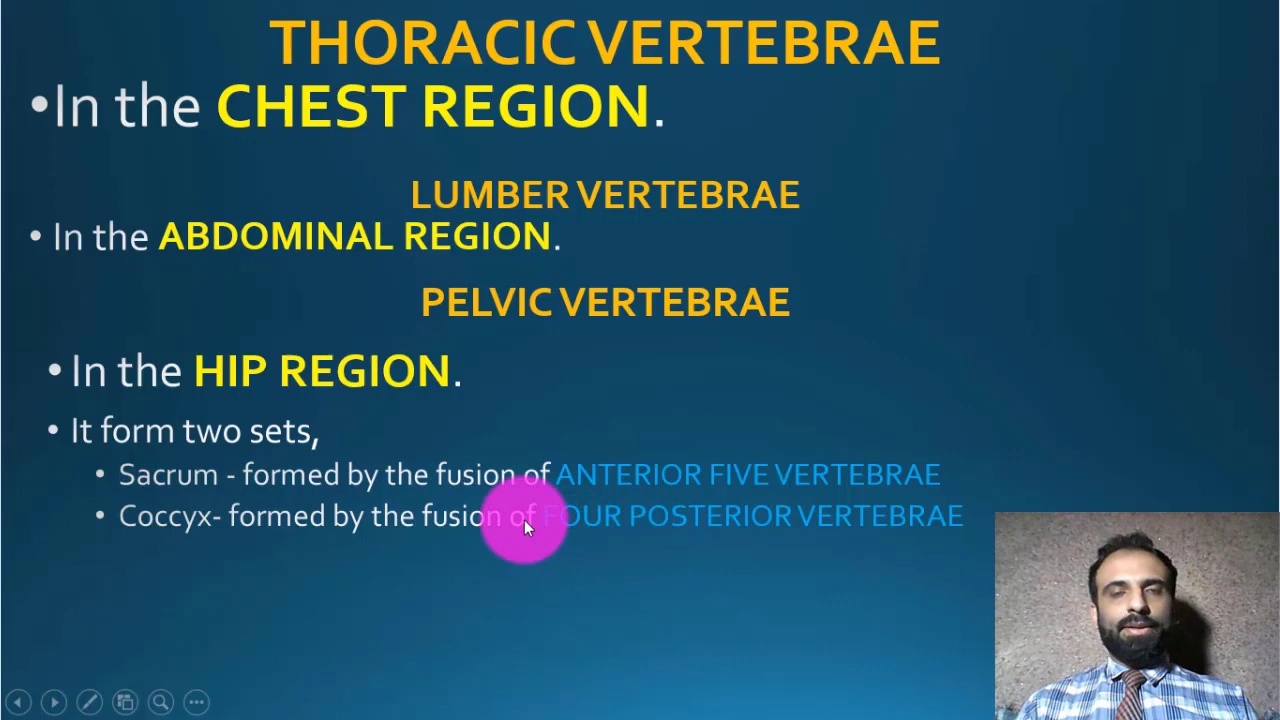 THORACIC VERTEBRAE
•In the CHEST REGION.
LUMBER VERTEBRAE
• In the ABDOMINAL REGION.
PELVIC VERTEBRAE
• In the HIP REGION.
• It form two sets,
• Sacrum - formed by the fusion of ANTERIOR FIVE VERTEBRAE
• Coccyx- formed by the fusion of FOUR POSTERIOR VERTEBRAE